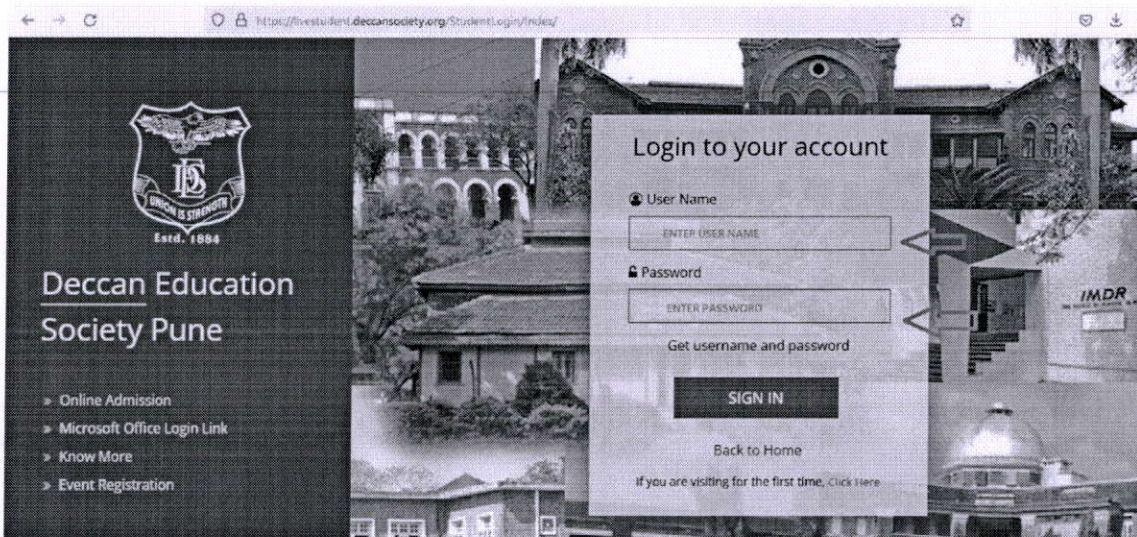 https://livestudent.deccansociety.org/StudentLogin/Index/
DES
UNION IS STRENGTH
Estd. 1884
Deccan Education
Society Pune
» Online Admission
» Microsoft Office Login Link
» Know More
» Event Registration
Login to your account
User Name
ENTER USER NAME
Password
ENTER PASSWORD
Get username and password
SIGN IN
Back to Home
If you are visiting for the first time, Click Here
IMDR